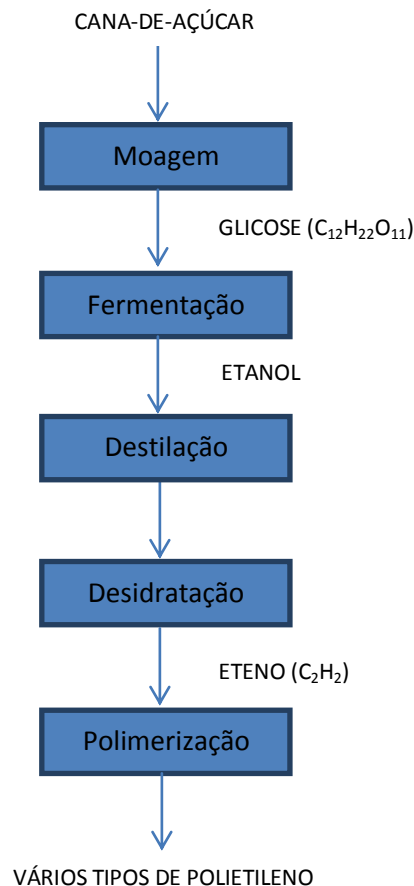 CANA-DE-AÇÚCAR
Moagem
GLICOSE (C₁₂H₂₂O₁₁)
Fermentação
ETANOL
Destilação
Desidratação
ETENO (C₂H₂)
Polimerização
VÁRIOS TIPOS DE POLIETILENO